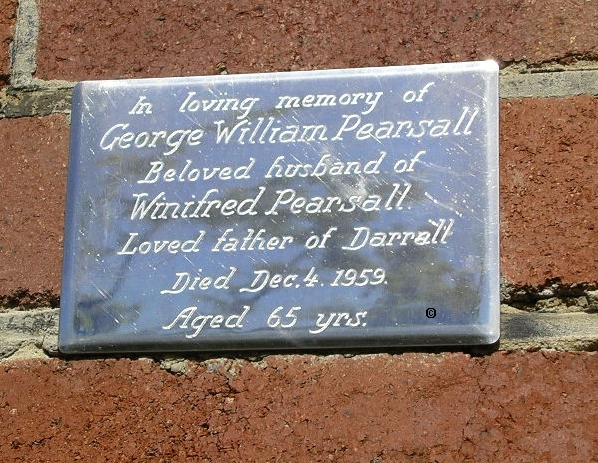 In loving memory of
George William Pearsall
Beloved husband of
Winifred Pearsall
Loved father of Darrall
Died Dec. 4. 1959.
Aged 65 yrs.
©